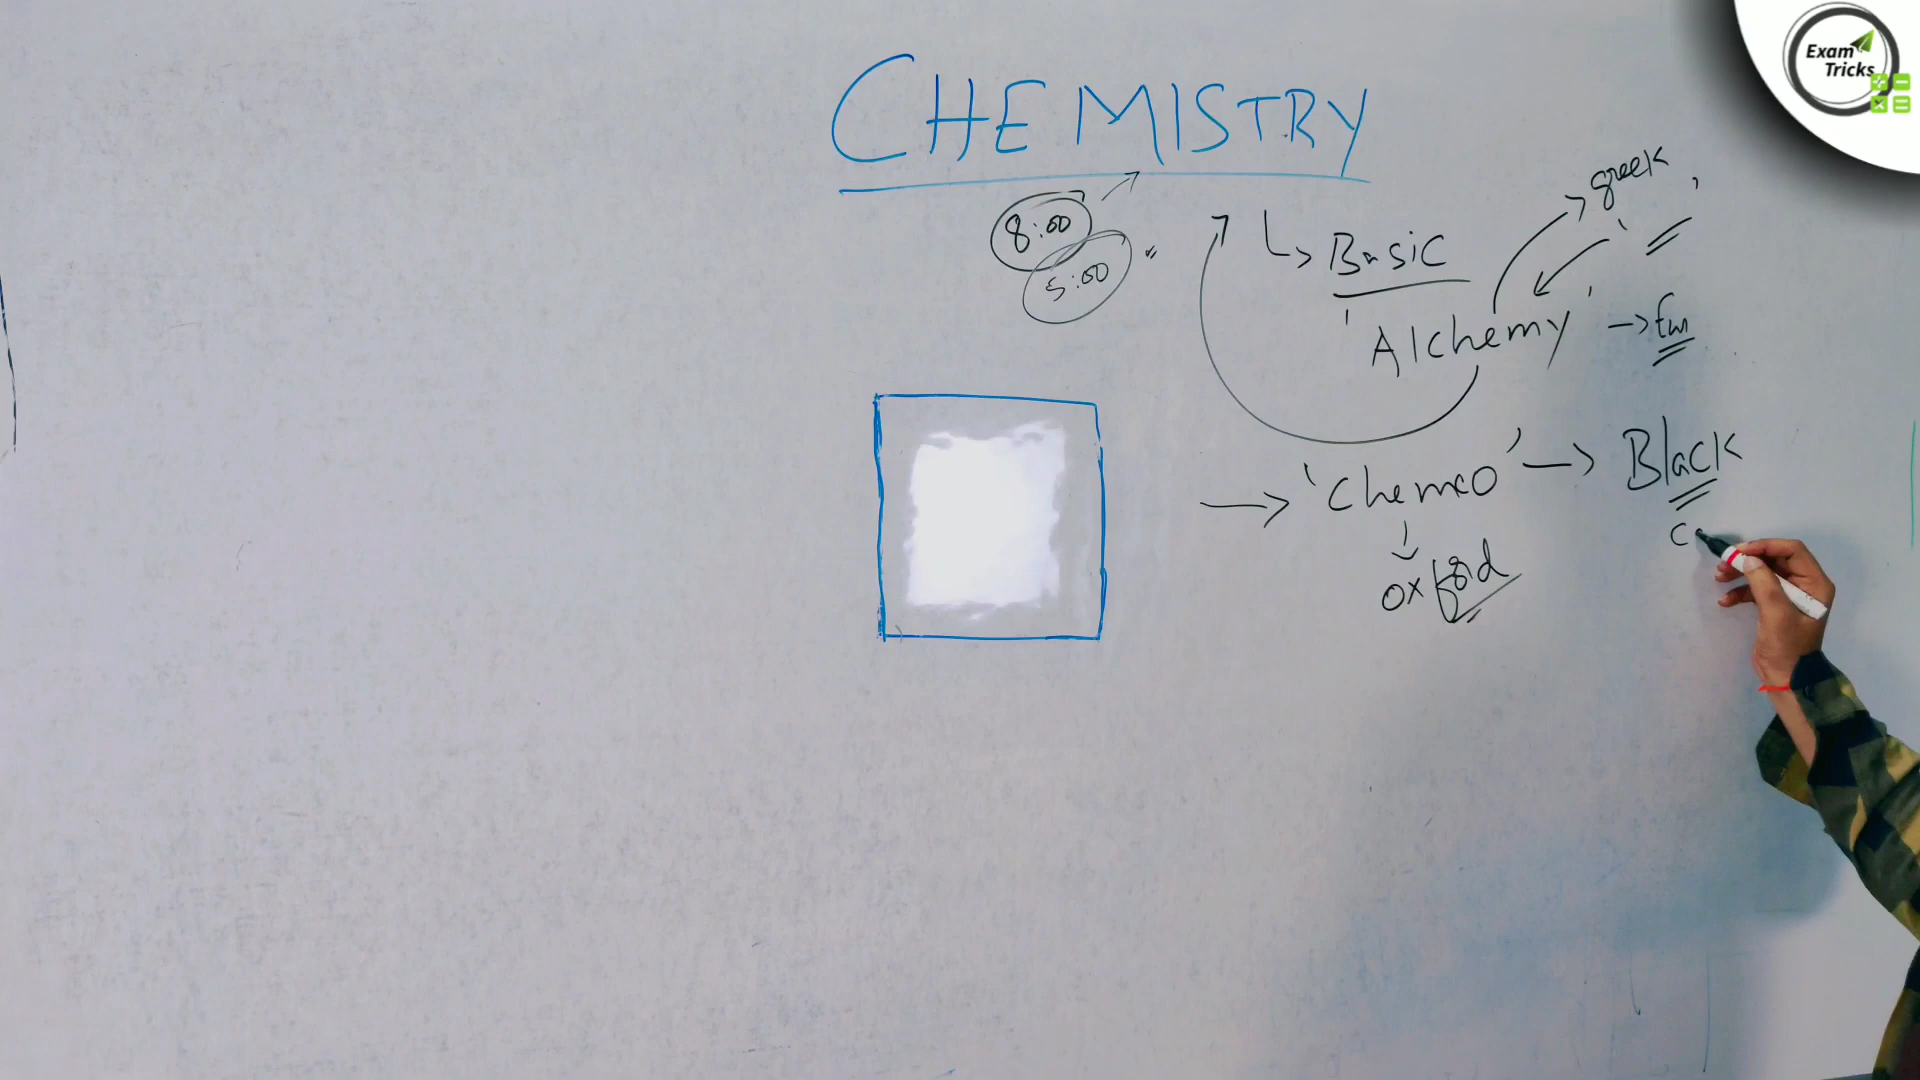 Exam
Tricks
CHEMISTRY
greek
8:00
Basic
5:00
'Alchemy'
'Chemeo' → Black
oxford